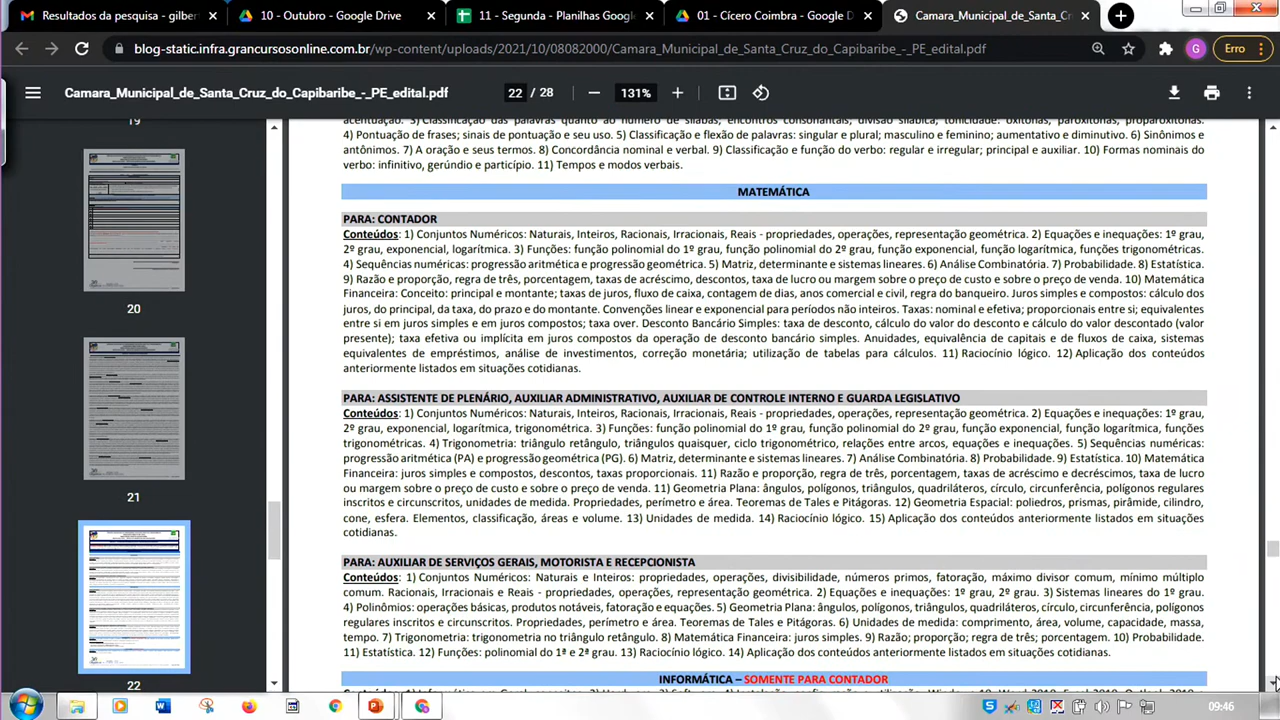 Resultados da pesquisa - gilber
10 - Outubro - Google Drive
01 - Cícero Goiaba
PE_edital.pdf
blog-static.infra.grancursosonline.com.br/wp-content/uploads/2021/10/08082000/Camara_Municipal_de_Santa_Cruz_do_Capibaribe_-_PE_edital.pdf
G
Erro
Camara_Municipal_de_Santa_Cruz_do_Capibaribe_-_PE_edital.pdf
22 / 28
131%
19
20
21
22
4) Pontuação de frases; sinais de pontuação e seu uso. 5) Classificação e flexão de palavras: singular e plural; masculino e feminino; aumentativo e diminutivo. 6) Sinônimos e
antônimos. 7) A oração e seus termos. 8) Concordância nominal e verbal. 9) Classificação e função do verbo: regular e irregular; principal e auxiliar. 10) Formas nominais do
verbo: infinitivo, gerúndio e particípio. 11) Tempos e modos verbais.
MATEMÁTICA
PARA: CONTADOR
Conteúdos: 1) Conjuntos Numéricos: Naturais, Inteiros, Racionais, Irracionais, Reais - propriedades, operações, representação geométrica. 2) Equações e inequações: 1º grau,
2º grau, exponencial, logarítmica. 3) Funções: função polinomial do 1º grau, função polinomial do 2º grau, função exponencial, função logarítmica, funções trigonométricas.
4) Sequências numéricas: progressão aritmética e progressão geométrica. 5) Matriz, determinante e sistemas lineares. 6) Análise Combinatória. 7) Probabilidade. 8) Estatística.
9) Razão e proporção, regra de três, porcentagem, taxas de acréscimo, descontos, taxa de lucro ou margem sobre o preço de custo e sobre o preço de venda. 10) Matemática
Financeira: Conceito: principal e montante; taxas de juros, fluxo de caixa, contagem de dias, anos comercial e civil, regra do banqueiro. Juros simples e compostos: cálculo dos
juros, do principal, da taxa, do prazo e do montante. Convenções linear e exponencial para períodos não inteiros. Taxas: nominal e efetiva; proporcionais entre si; equivalentes
entre si em juros simples e em juros compostos; taxa over. Desconto Bancário Simples: taxa de desconto, cálculo do valor do desconto e cálculo do valor descontado (valor
presente); taxa efetiva ou implícita em juros compostos da operação de desconto bancário simples. Anuidades, equivalência de capitais e de fluxos de caixa, sistemas
equivalentes de empréstimos, análise de investimentos, correção monetária; utilização de tabelas para cálculos. 11) Raciocínio lógico. 12) Aplicação dos conteúdos
anteriormente listados em situações cotidianas.
PARA: ASSISTENTE DE PLENÁRIO, AUXILIAR ADMINISTRATIVO, AUXILIAR DE CONTROLE INTERNO E GUARDA LEGISLATIVO
Conteúdos: 1) Conjuntos Numéricos: Naturais, Inteiros, Racionais, Irracionais, Reais - propriedades, operações, representação geométrica. 2) Equações e inequações: 1º grau,
2º grau, exponencial, logarítmica, trigonométrica. 3) Funções: função polinomial do 1º grau, função polinomial do 2º grau, função exponencial, função logarítmica, funções
trigonométricas. 4) Trigonometria: triângulo retângulo, triângulos quaisquer, ciclo trigonométrico, relações entre arcos, equações e inequações. 5) Sequências numéricas:
progressão aritmética (PA) e progressão geométrica (PG). 6) Matriz, determinante e sistemas lineares. 7) Análise Combinatória. 8) Probabilidade. 9) Estatística. 10) Matemática
Financeira: juros simples e compostos, descontos, taxas proporcionais. 11) Razão e proporção, regra de três, porcentagem, taxas de acréscimo e decréscimos, taxa de lucro
ou margem sobre o preço de custo e sobre o preço de venda. 11) Geometria Plana: ângulos, polígonos, triângulos, quadriláteros, círculo, circunferência, polígonos regulares
inscritos e circunscritos, unidades de medida. Propriedades, perímetro e área. Teoremas de Tales e Pitágoras. 12) Geometria Espacial: poliedros, prismas, pirâmide, cilindro,
cone, esfera. Elementos, classificação, áreas e volume. 13) Unidades de medida. 14) Raciocínio lógico. 15) Aplicação dos conteúdos anteriormente listados em situações
cotidianas.
PARA: AUXILIAR DE SERVIÇOS GERAIS, MOTORISTA E RECEPCIONISTA
Conteúdos: 1) Conjuntos Numéricos: Naturais e Inteiros: propriedades, operações, divisibilidade, números primos, fatoração, máximo divisor comum, mínimo múltiplo
comum. Racionais, Irracionais e Reais - propriedades, operações, representação geométrica. 2) Equações e inequações: 1º grau, 2º grau. 3) Sistemas lineares do 1º grau.
4) Polinômios: operações básicas, produtos notáveis, fatoração e equações. 5) Geometria Plana: ângulos, polígonos, triângulos, quadriláteros, círculo, circunferência, polígonos
regulares inscritos e circunscritos. Propriedades, perímetro e área. Teoremas de Tales e Pitágoras. 6) Unidades de medida: comprimento, área, volume, capacidade, massa,
tempo. 7) Trigonometria: trigonometria no triângulo retângulo. 8) Matemática Financeira: juros simples. 9) Razão; proporção; regra de três; porcentagem. 10) Probabilidade.
11) Estatística. 12) Funções: polinomial do 1ª e 2ª grau. 13) Raciocínio lógico. 14) Aplicação dos conteúdos anteriormente listados em situações cotidianas.
INFORMÁTICA – SOMENTE PARA CONTADOR
09:46